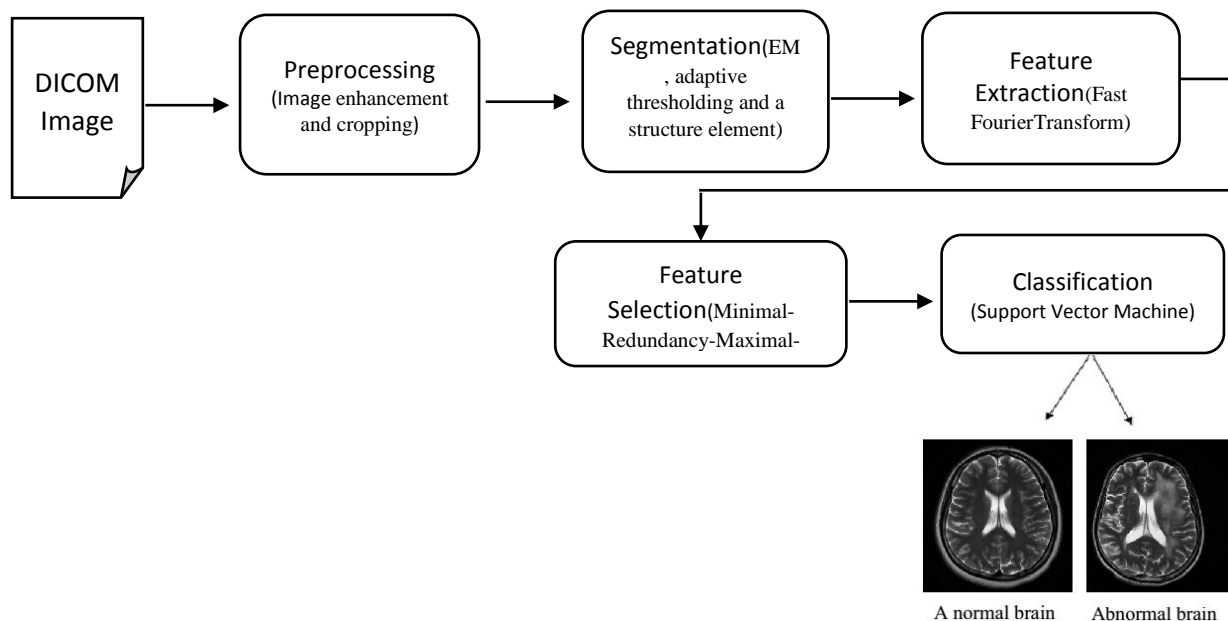 DICOM
Image
Preprocessing
(Image enhancement
and cropping)
Segmentation(EM
, adaptive
thresholding and a
structure element)
Feature
Extraction(Fast
FourierTransform)
Feature
Selection(Minimal-
Redundancy-Maximal-
Classification
(Support Vector Machine)
A normal brain
Abnormal brain